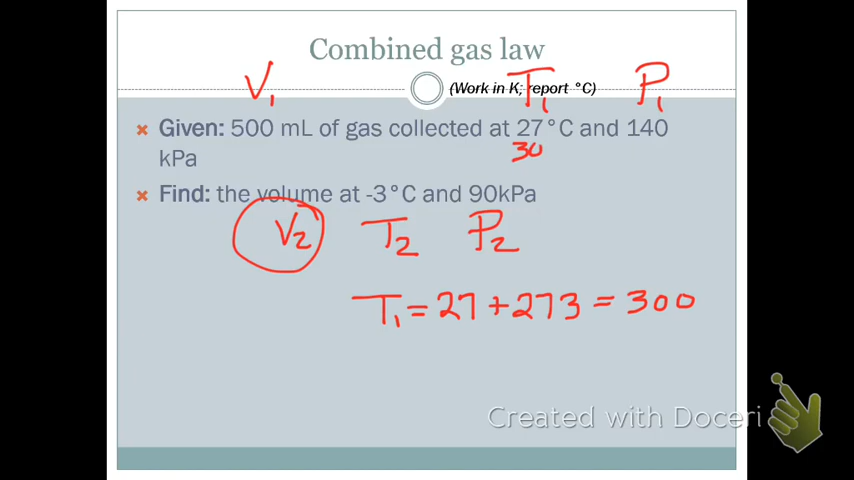 Combined gas law
V₁ T₁ P₁
(Work in K; report °C)
Given: 500 mL of gas collected at 27°C and 140
30
kPa
Find: the volume at -3°C and 90kPa
V₂ T₂ P₂
T₁ = 27 + 273 = 300
Created with Doceri